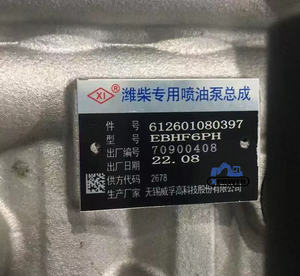 XI ® 潍柴专用喷油泵总成
件号 612601080397
型号 EBHF6PH
出厂编号 70900408
出厂日期 22.08
供方代码 2678
生产厂家 无锡威孚高科技股份有限公司